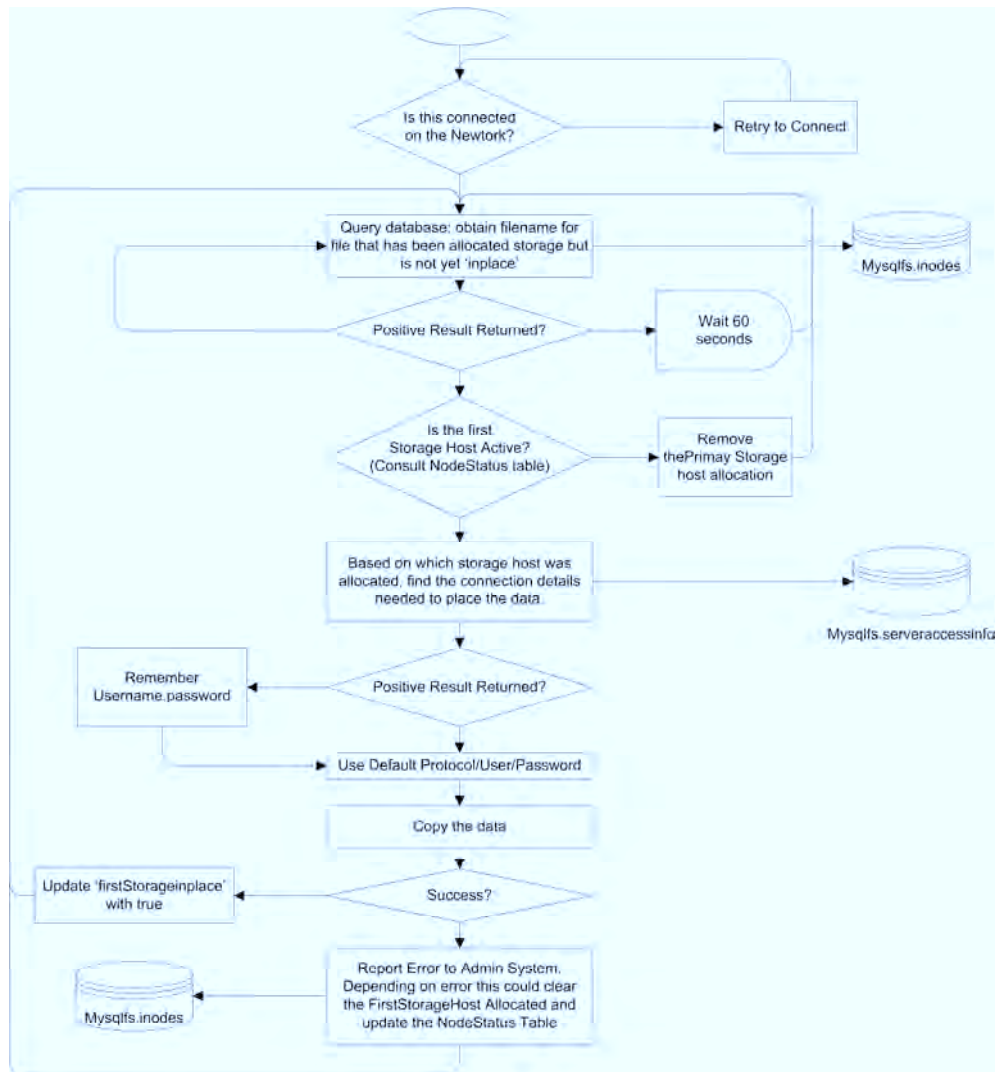 Is this connected
on the Newtork?
Retry to Connect
Query database; obtain filename for
file that has been allocated storage but
is not yet 'inplace'
Mysqlfs.inodes
Positive Result Returned?
Wait 60
seconds
Is the first
Storage Host Active?
(Consult NodeStatus table)
Remove
thePrimay Storage
host allocation
Based on which storage host was
allocated, find the connection details
needed to place the data.
Mysqlfs.serveraccessinfo
Remember
Username.password
Positive Result Returned?
Use Default Protocol/User/Password
Copy the data
Update 'firstStorageinplace'
with true
Success?
Report Error to Admin System.
Depending on error this could clear
the FirstStorageHost Allocated and
update the NodeStatus Table
Mysqlfs.inodes